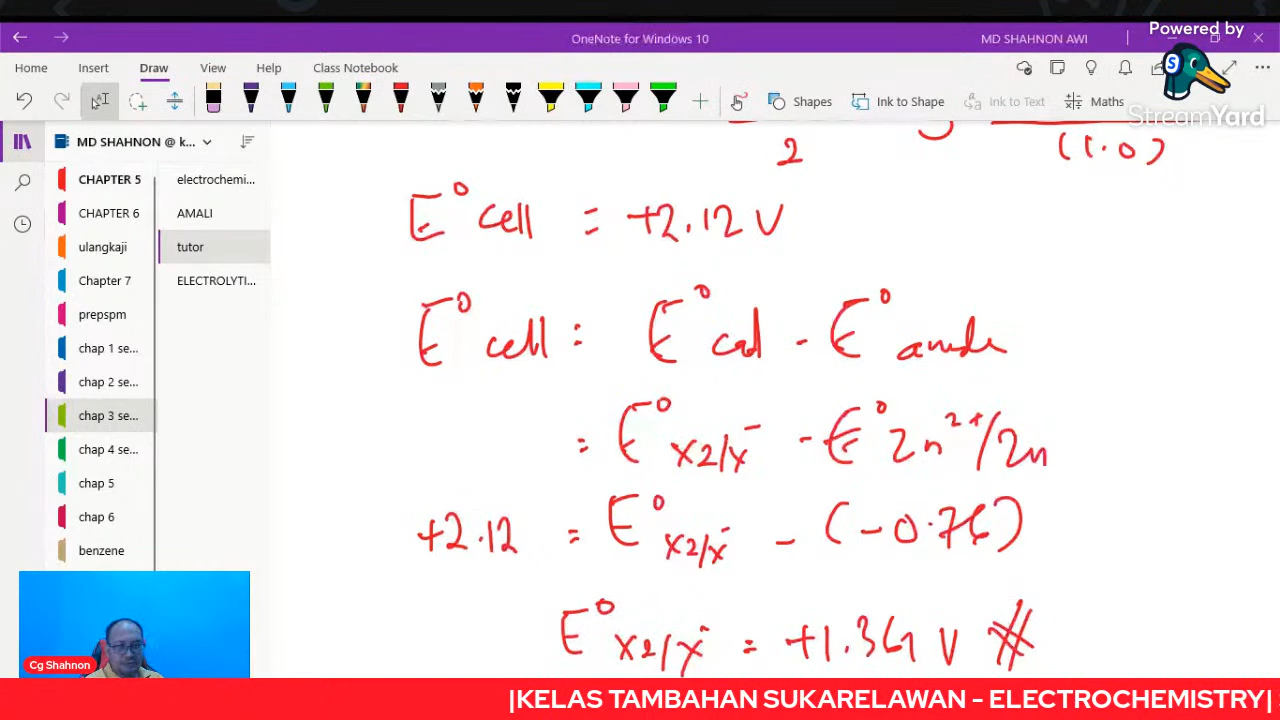 Powered by
StreamYard
OneNote for Windows 10
MD SHAHNON AWI
Home Insert Draw View Help Class Notebook
Shapes Ink to Shape Ink to Text Maths
MD SHAHNON @ k...
CHAPTER 5
CHAPTER 6
ulangkaji
Chapter 7
prepspm
chap 1 se...
chap 2 se...
chap 3 se...
chap 4 se...
chap 5
chap 6
benzene
electrochemi...
AMALI
tutor
ELECTROLYTI...
2 (1.0)
E° cell = +2.12 V
E° cell = E° cad - E° anode
= E° X2/X⁻ - E° Zn²⁺/Zn
+2.12 = E° X2/X⁻ - (-0.76)
E° X2/X⁻ = +1.36 V
Cg Shahnon
|KELAS TAMBAHAN SUKARELAWAN - ELECTROCHEMISTRY|